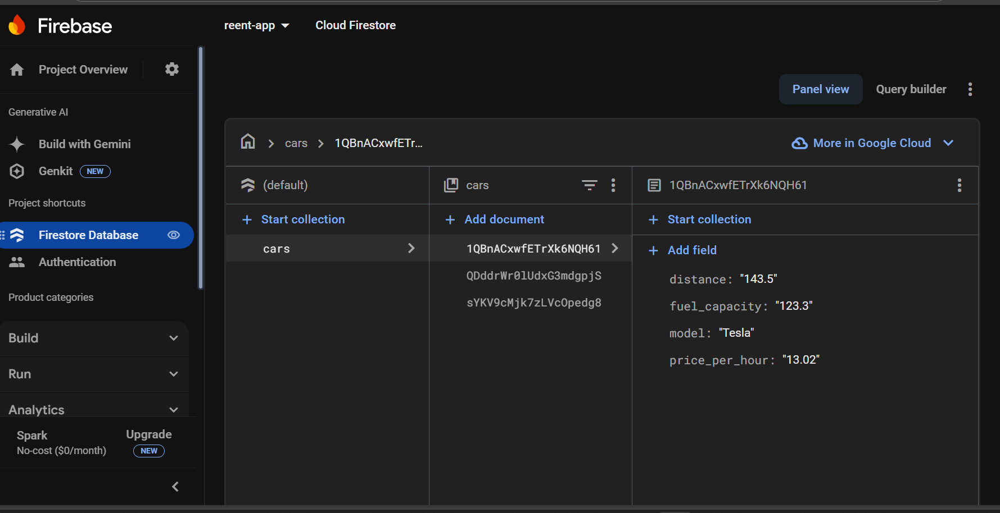 Firebase
reent-app
Cloud Firestore
Project Overview
Generative AI
Build with Gemini
Genkit NEW
Project shortcuts
Firestore Database
Authentication
Product categories
Build
Run
Analytics
Spark
No-cost ($0/month)
Upgrade
NEW
Panel view
Query builder
cars
1QBnACxwfETr...
More in Google Cloud
(default)
+ Start collection
cars
cars
+ Add document
1QBnACxwfETrXk6NQH61
QDddrWr0lUdxG3mdgpjS
sYKV9cMjk7zLVcOpedg8
1QBnACxwfETrXk6NQH61
+ Start collection
+ Add field
distance: "143.5"
fuel_capacity: "123.3"
model: "Tesla"
price_per_hour: "13.02"